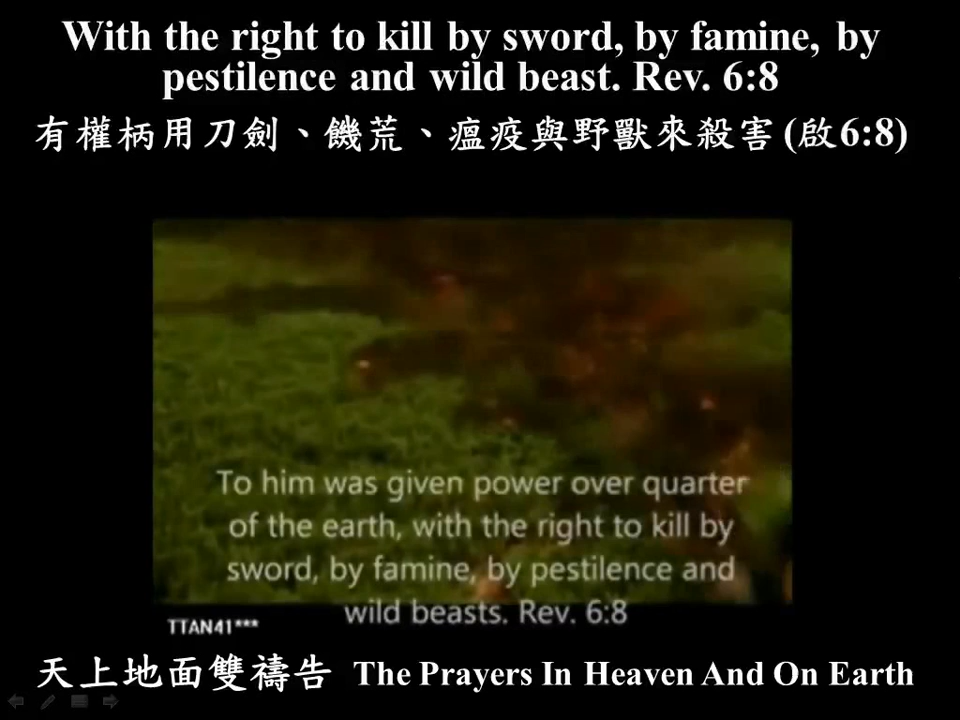 With the right to kill by sword, by famine, by
pestilence and wild beast. Rev. 6:8
有權柄用刀劍、饑荒、瘟疫與野獸來殺害 (啟6:8)
To him was given power over quarter
of the earth, with the right to kill by
sword, by famine, by pestilence and
wild beasts. Rev. 6:8
TTAN41***
天上地面雙禱告 The Prayers In Heaven And On Earth